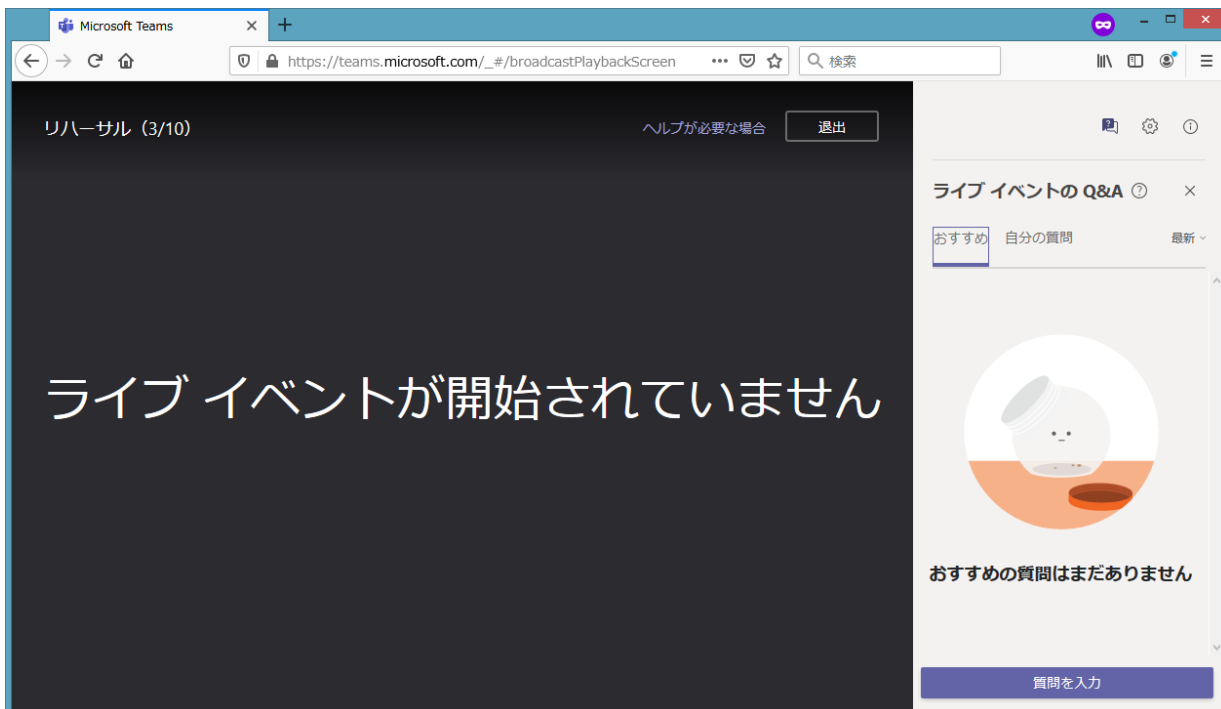 Microsoft Teams
https://teams.microsoft.com/_#/broadcastPlaybackScreen
検索
リハーサル（3/10）
ヘルプが必要な場合
退出
ライブ イベントが開始されていません
ライブ イベントの Q&A
おすすめ
自分の質問
最新
おすすめの質問はまだありません
質問を入力